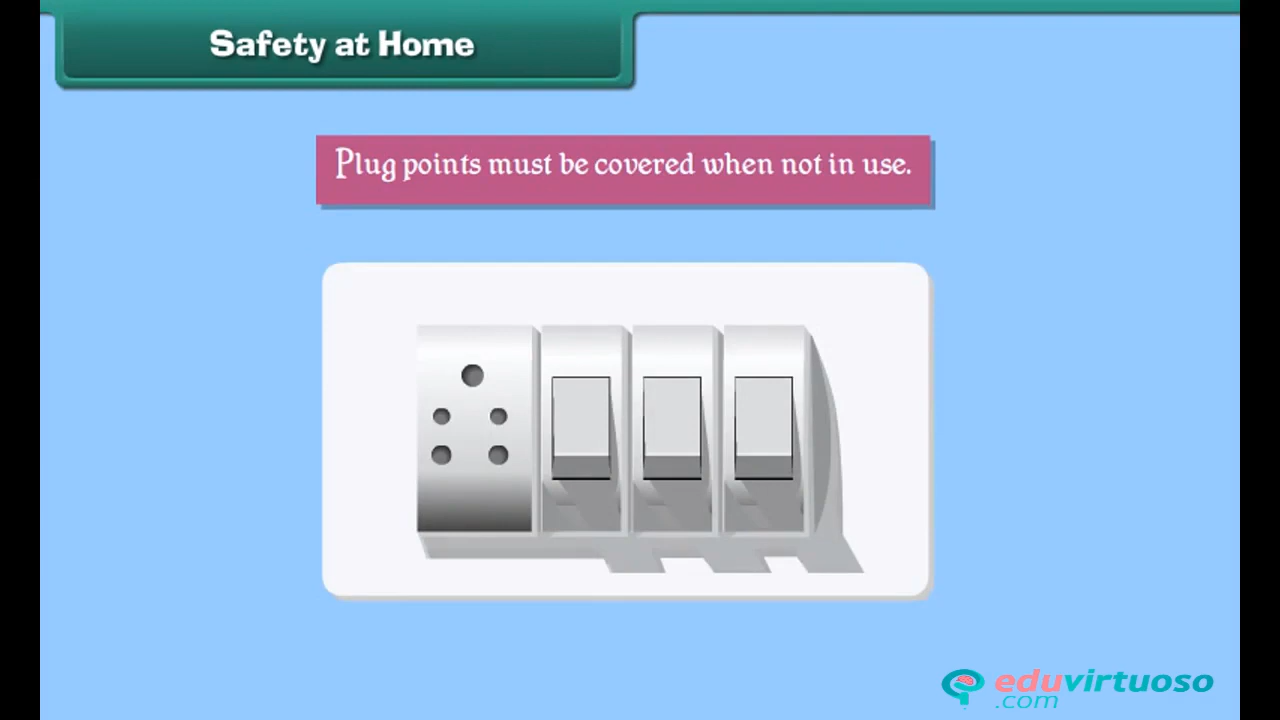 Safety at Home
Plug points must be covered when not in use.
eduvirtuoso
.com